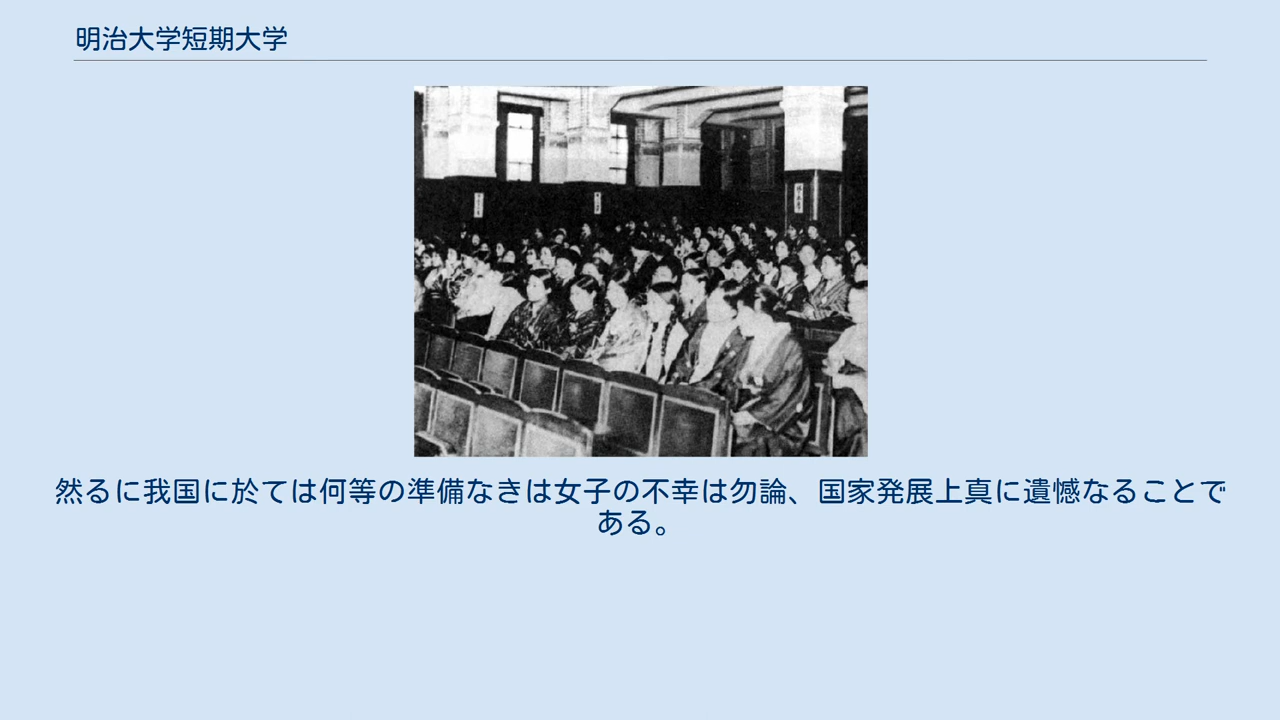 明治大学短期大学
然るに我国に於ては何等の準備なきは女子の不幸は勿論、国家発展上真に遺憾なることで
ある。